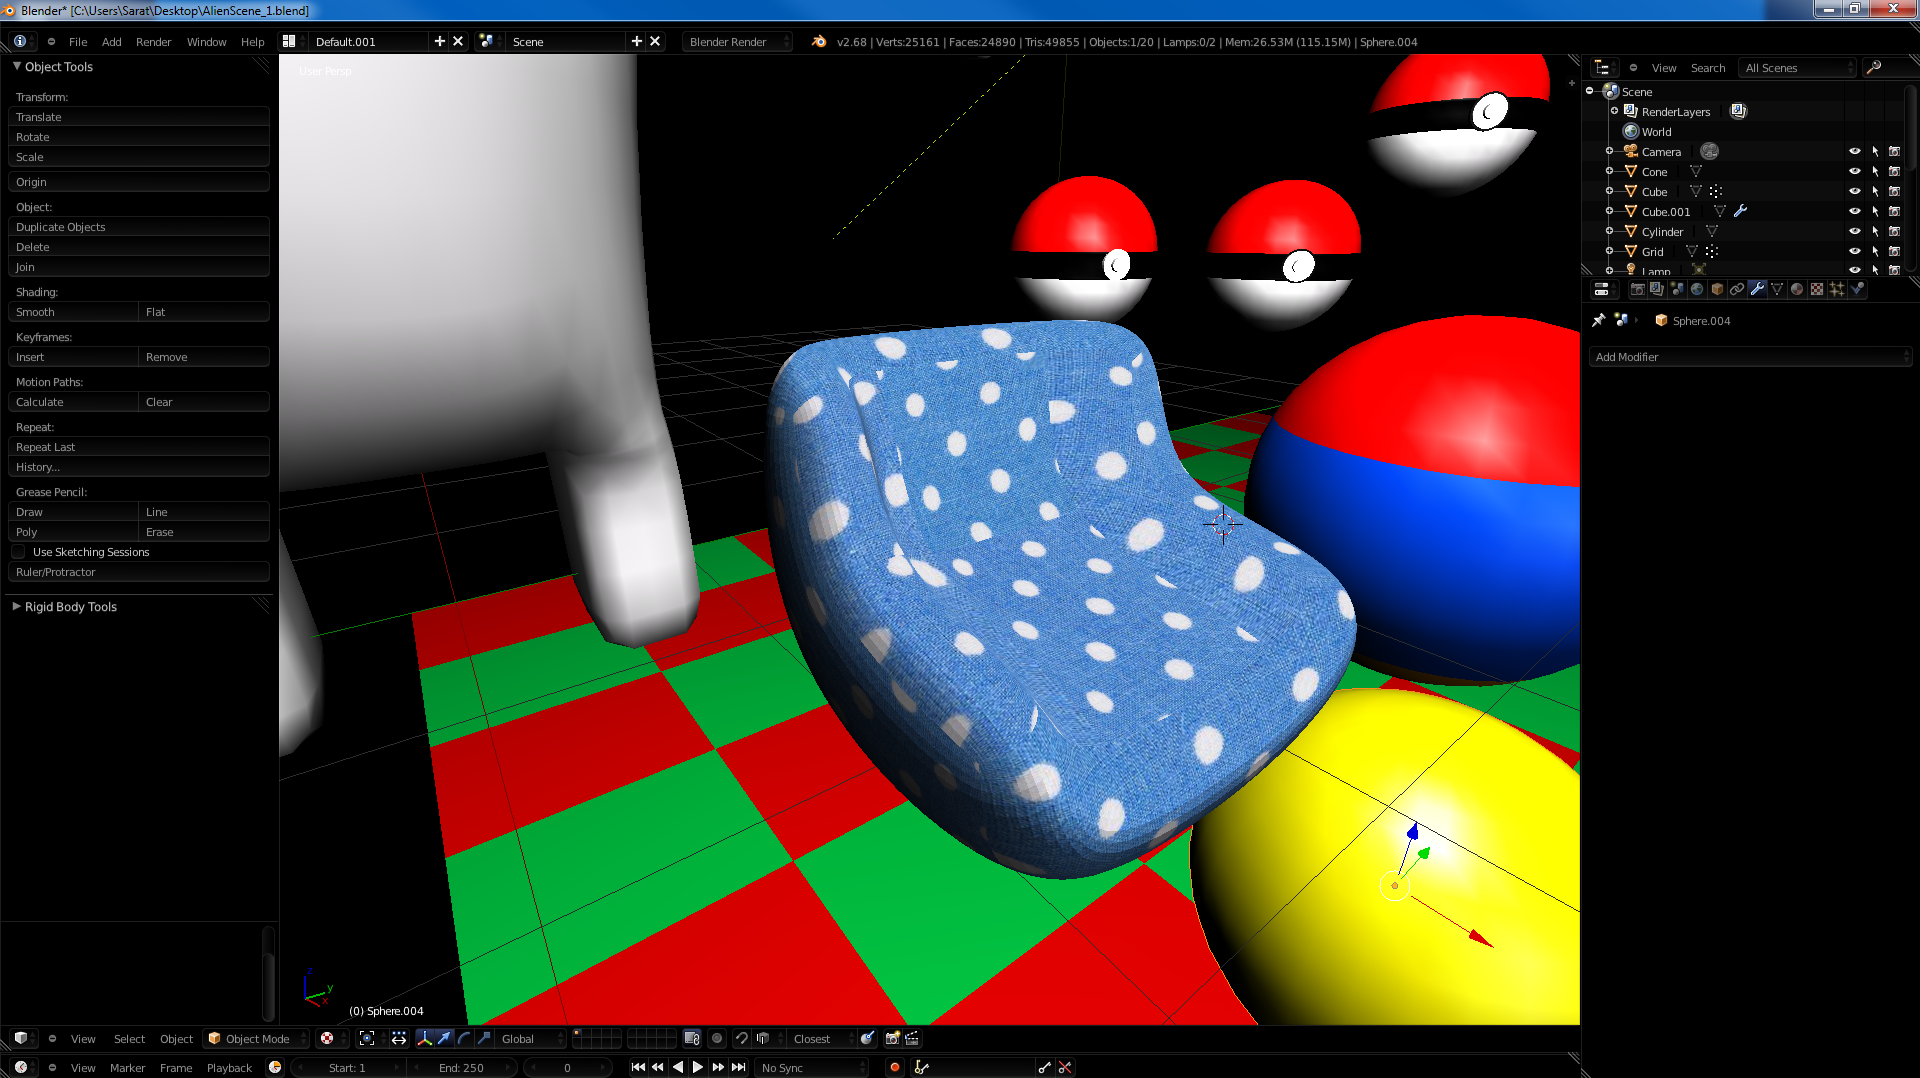 Blender* [C:\Users\Sarat\Desktop\AlienScene_1.blend]
File Add Render Window Help Default.001 Scene Blender Render v2.68 | Verts:25161 | Faces:24890 | Tris:49855 | Objects:1/20 | Lamps:0/2 | Mem:26.53M (115.15M) | Sphere.004
Object Tools
Transform:
Translate
Rotate
Scale
Origin
Object:
Duplicate Objects
Delete
Join
Shading:
Smooth Flat
Keyframes:
Insert Remove
Motion Paths:
Calculate Clear
Repeat:
Repeat Last
History...
Grease Pencil:
Draw Line
Poly Erase
Use Sketching Sessions
Ruler/Protractor
Rigid Body Tools
User Persp
z
y
x
(0) Sphere.004
View Search All Scenes
Scene
RenderLayers
World
Camera
Cone
Cube
Cube.001
Cylinder
Grid
Lamp
Sphere.004
Add Modifier
View Select Object Object Mode Global Closest
View Marker Frame Playback Start: 1 End: 250 0 No Sync